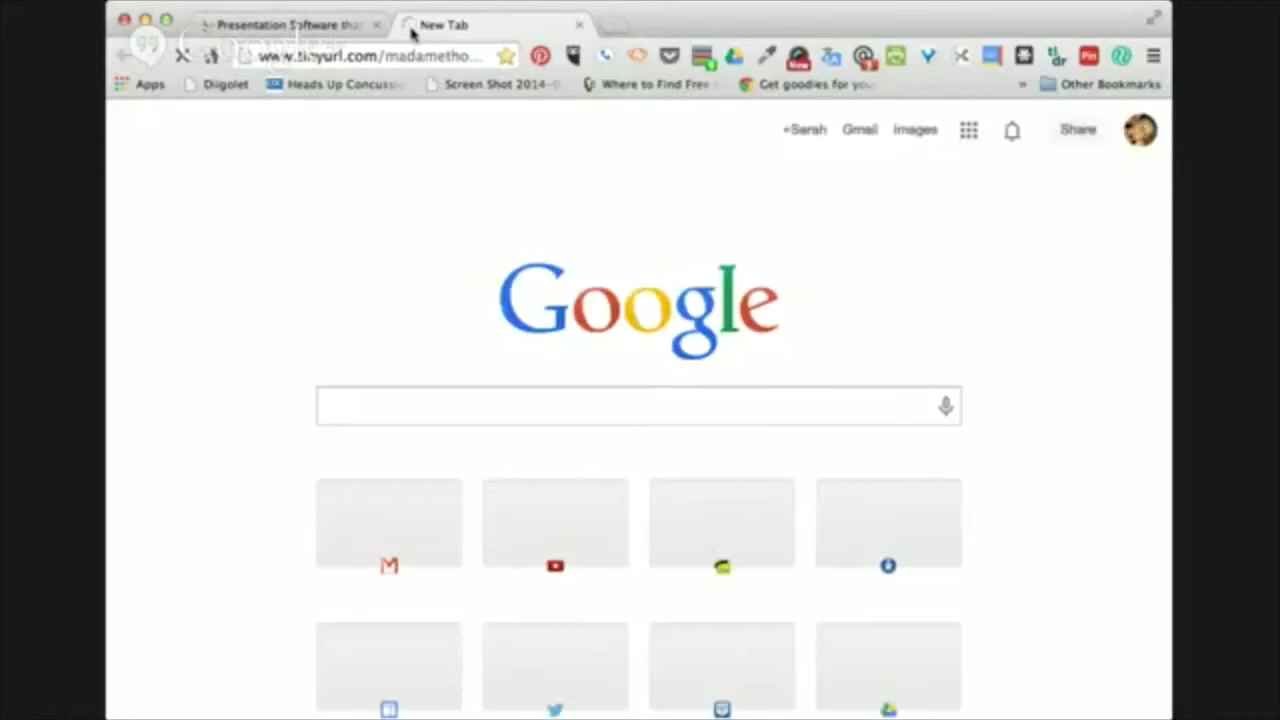 Presentation Software tha
New Tab
www.tinyurl.com/madametho...
Apps
Diigolet
Heads Up Concuss
Screen Shot 2014-
Where to Find Free
Get goodies for you
»
Other Bookmarks
+Sarah
Gmail
Images
Share
Google